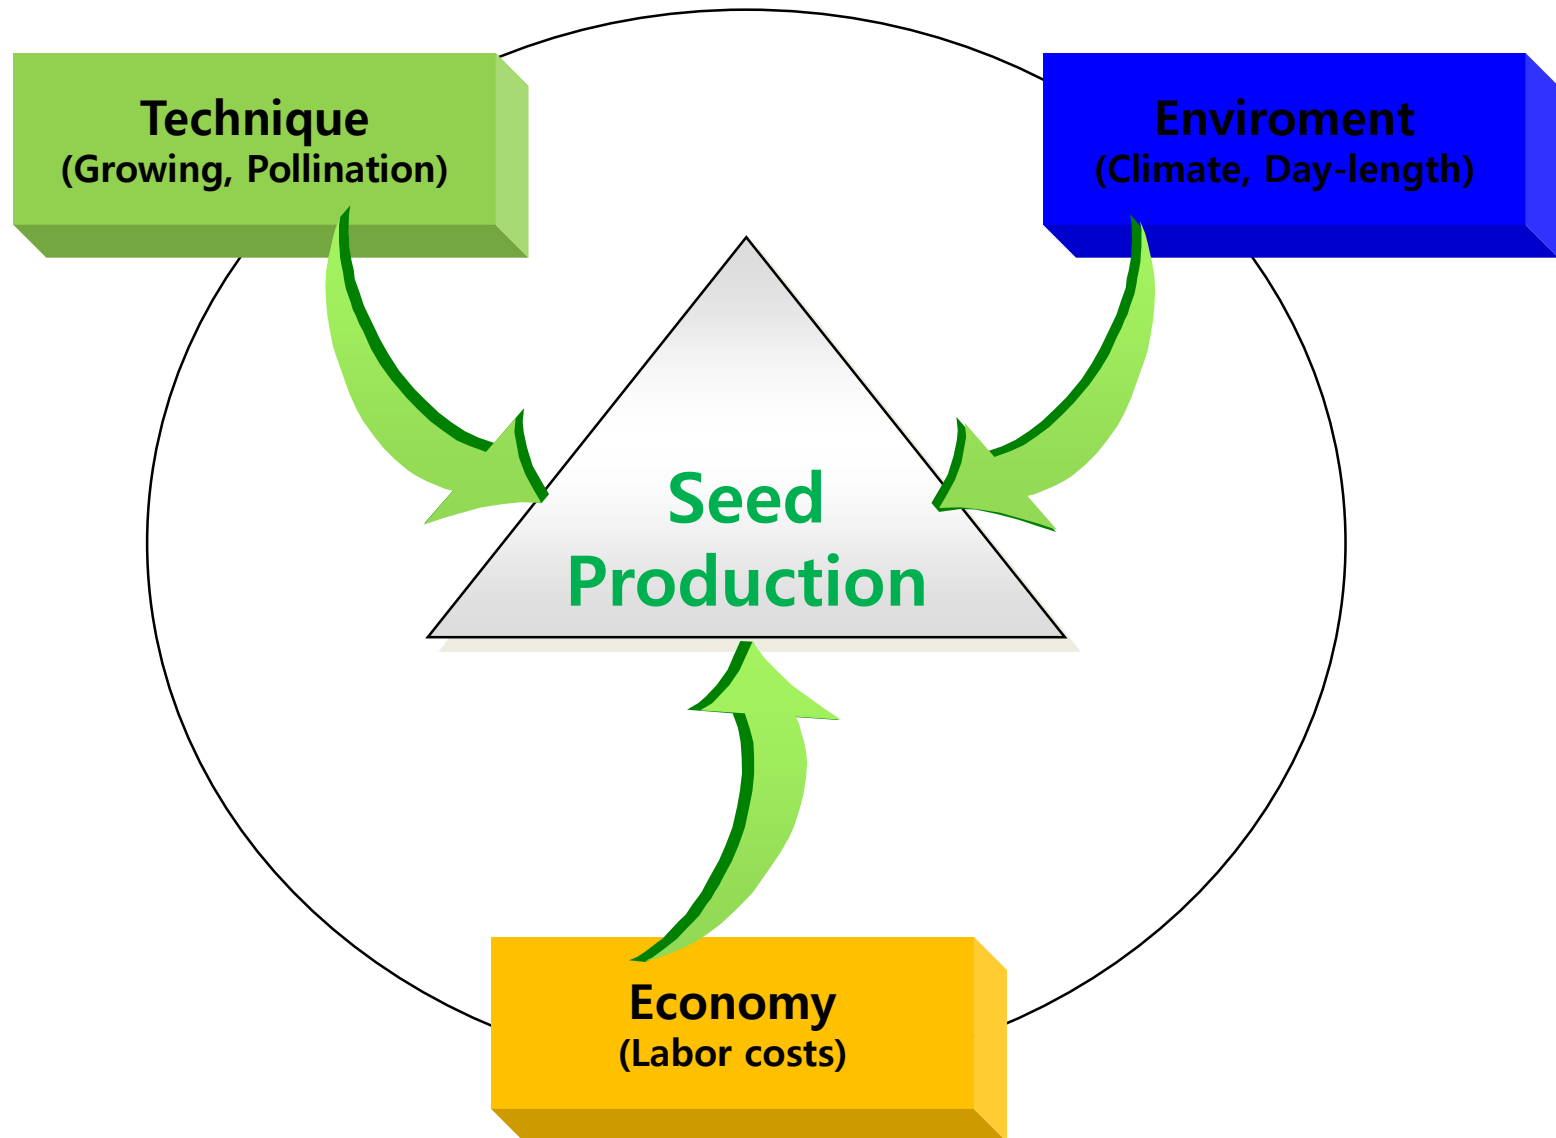 Technique
(Growing, Pollination)
Enviroment
(Climate, Day-length)
Seed
Production
Economy
(Labor costs)